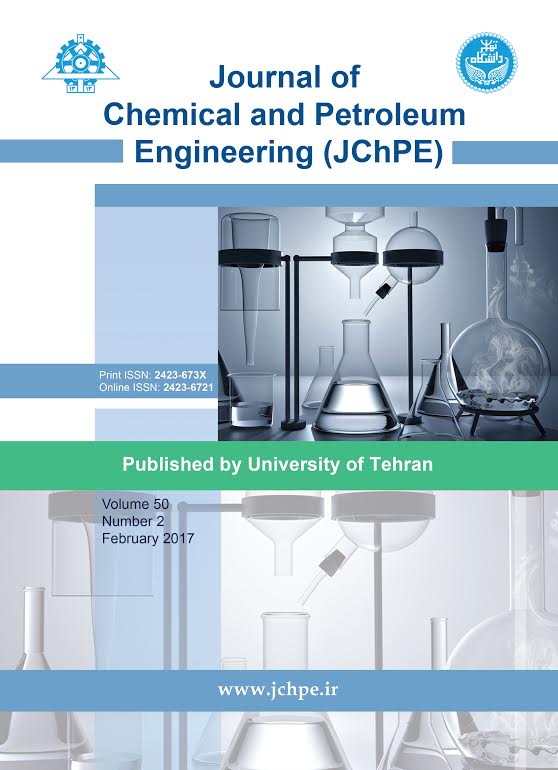 Journal of
Chemical and Petroleum
Engineering (JChPE)
Print ISSN: 2423-673X
Online ISSN: 2423-6721
Published by University of Tehran
Volume 50
Number 2
February 2017
www.jchpe.ir